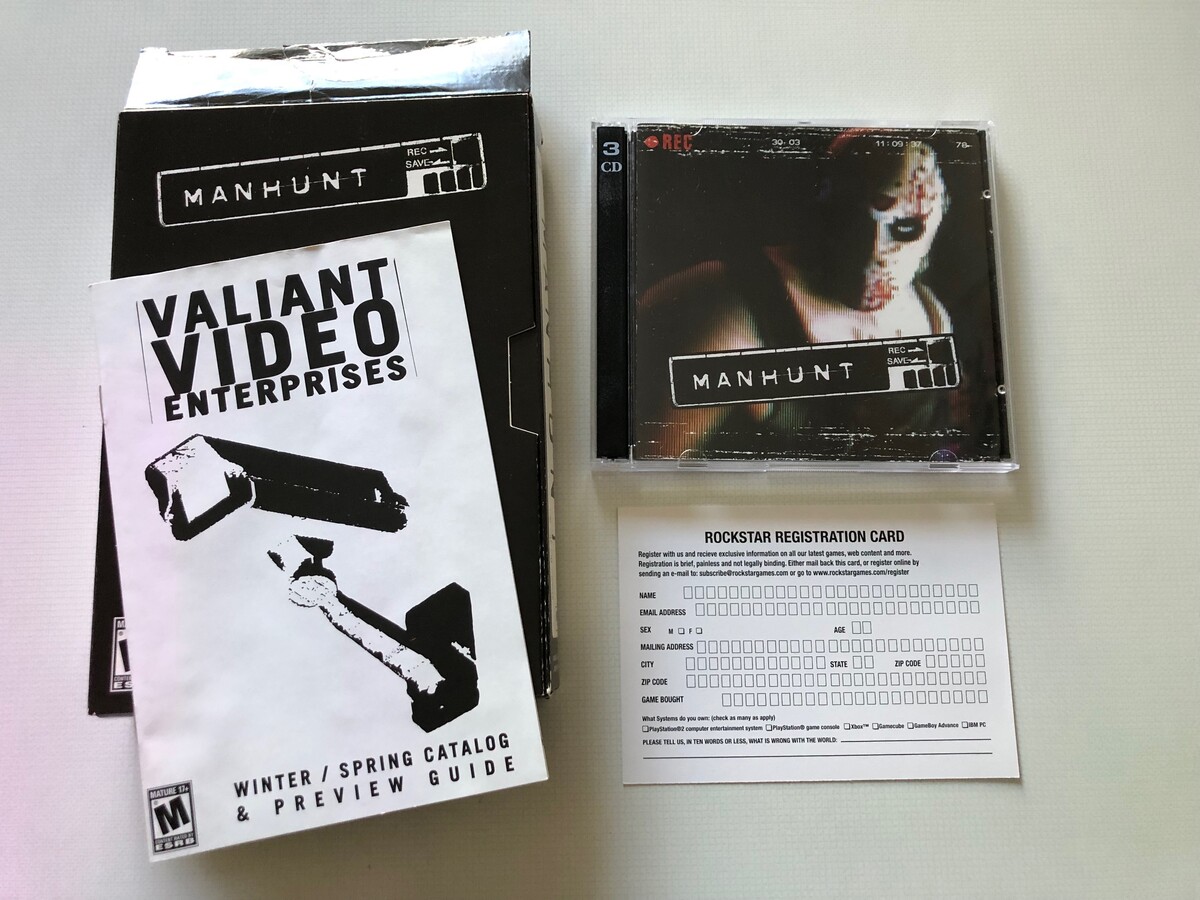 MANHUNT
REC
SAVE
VALIANT
VIDEO
ENTERPRISES
WINTER / SPRING CATALOG
& PREVIEW GUIDE
MATURE 17+
M
CONTENT RATED BY
ESRB
3
CD
REC
30-03
11:09:37
78-
MANHUNT
REC
SAVE
ROCKSTAR REGISTRATION CARD
Register with us and recieve exclusive information on all our latest games, web content and more.
Registration is brief, painless and not legally binding. Either mail back this card, or register online by
sending an e-mail to: subscribe@rockstargames.com or go to www.rockstargames.com/register
NAME
EMAIL ADDRESS
SEX M F AGE
MAILING ADDRESS
CITY STATE ZIP CODE
ZIP CODE
GAME BOUGHT
What Systems do you own: (check as many as apply)
PlayStation®2 computer entertainment system PlayStation® game console Xbox™ Gamecube GameBoy Advance IBM PC
PLEASE TELL US, IN TEN WORDS OR LESS, WHAT IS WRONG WITH THE WORLD: